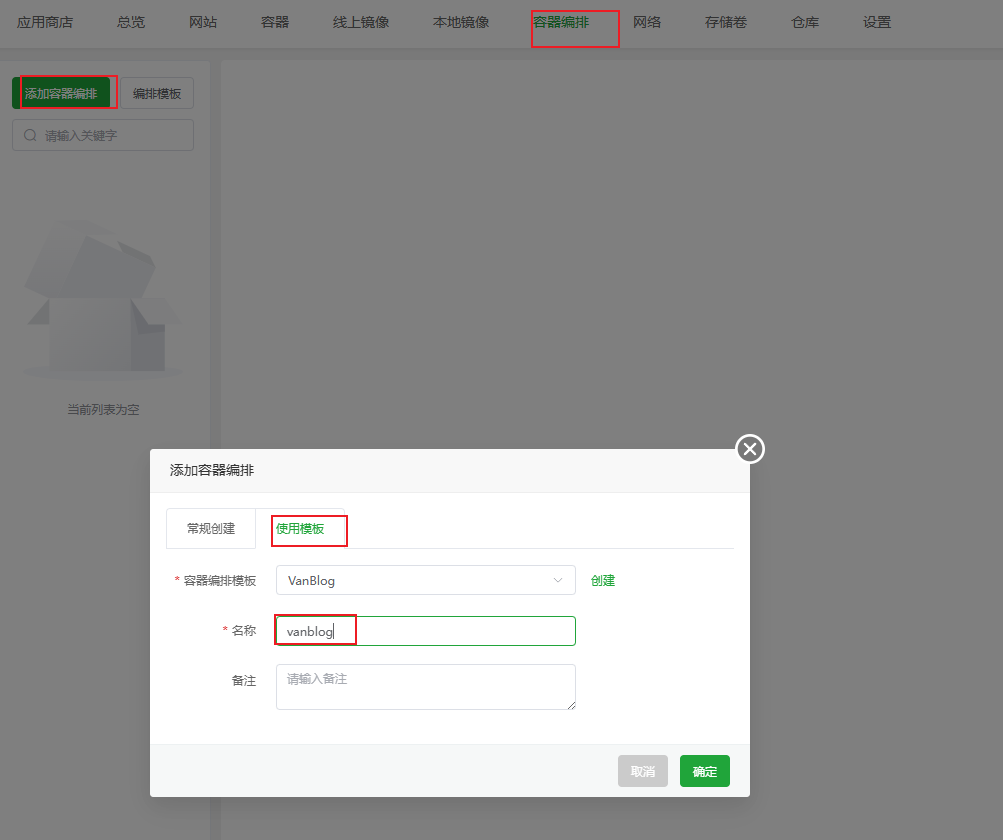 应用商店 总览 网站 容器 线上镜像 本地镜像 容器编排 网络 存储卷 仓库 设置
添加容器编排 编排模板
请输入关键字
当前列表为空
添加容器编排
常规创建 使用模板
* 容器编排模板 VanBlog 创建
* 名称 vanblog
备注 请输入备注
取消 确定